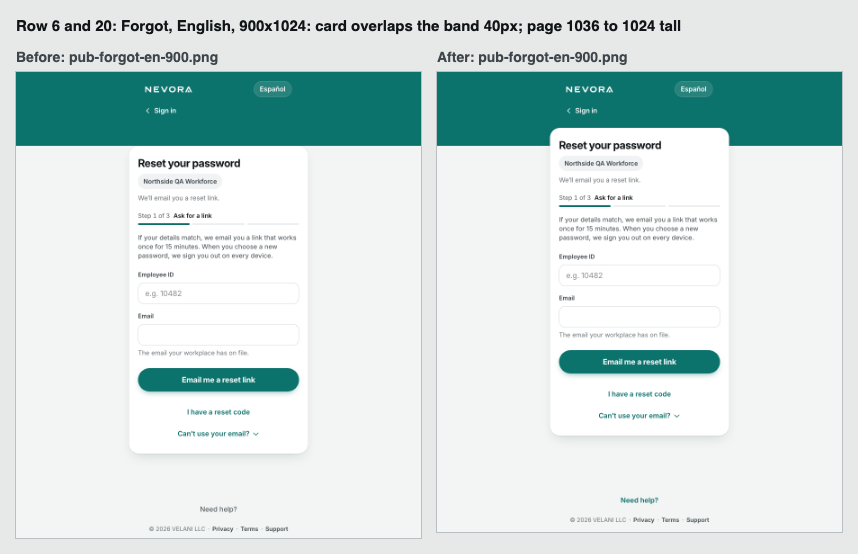 Row 6 and 20: Forgot, English, 900x1024: card overlaps the band 40px; page 1036 to 1024 tall
Before: pub-forgot-en-900.png
NEVORA
Español
Sign in
Reset your password
Northside QA Workforce
We'll email you a reset link.
Step 1 of 3 Ask for a link
If your details match, we email you a link that works
once for 15 minutes. When you choose a new
password, we sign you out on every device.
Employee ID
e.g. 10482
Email
The email your workplace has on file.
Email me a reset link
I have a reset code
Can't use your email?
Need help?
© 2026 VELANI LLC · Privacy · Terms · Support
After: pub-forgot-en-900.png
NEVORA
Español
Sign in
Reset your password
Northside QA Workforce
We'll email you a reset link.
Step 1 of 3 Ask for a link
If your details match, we email you a link that works
once for 15 minutes. When you choose a new
password, we sign you out on every device.
Employee ID
e.g. 10482
Email
The email your workplace has on file.
Email me a reset link
I have a reset code
Can't use your email?
Need help?
© 2026 VELANI LLC · Privacy · Terms · Support